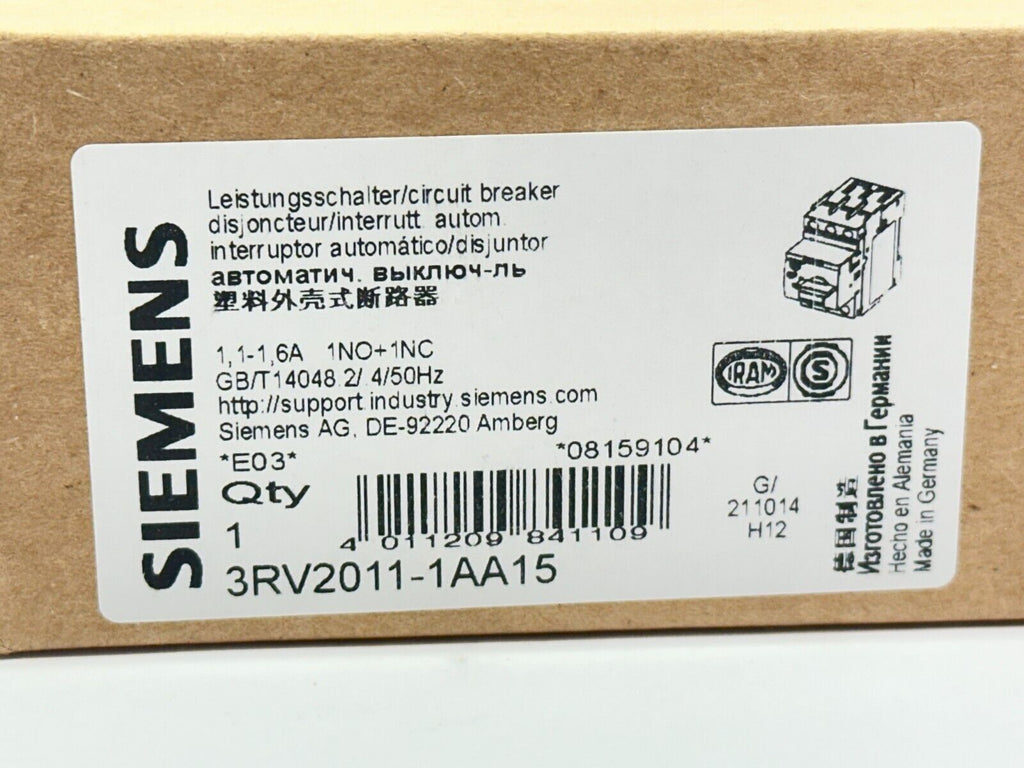 SIEMENS
Leistungsschalter/circuit breaker
disjoncteur/interrutt. autom.
interruptor automático/disjuntor
автоматич. выключ-ль
塑料外壳式断路器
1,1-1,6A 1NO+1NC
GB/T14048.2/.4/50Hz
http://support.industry.siemens.com
Siemens AG, DE-92220 Amberg
*E03* *08159104*
Qty
1
4 011209 841109
3RV2011-1AA15
IRAM S
G/
211014
H12
德国制造
Изготовлено в Германии
Hecho en Alemania
Made in Germany